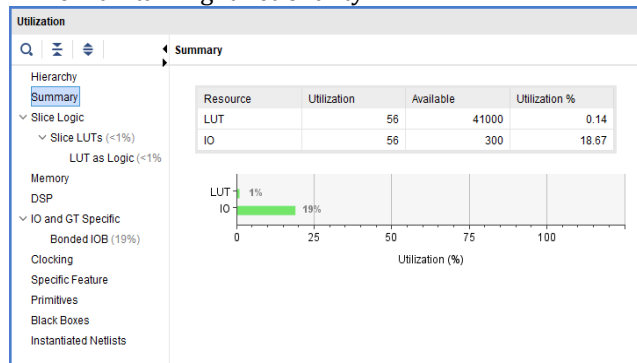 Utilization
Summary
Hierarchy
Summary
Slice Logic
Slice LUTs (<1%)
LUT as Logic (<1%
Memory
DSP
IO and GT Specific
Bonded IOB (19%)
Clocking
Specific Feature
Primitives
Black Boxes
Instantiated Netlists
Resource Utilization Available Utilization %
LUT 56 41000 0.14
IO 56 300 18.67
LUT 1%
IO 19%
0 25 50 75 100
Utilization (%)